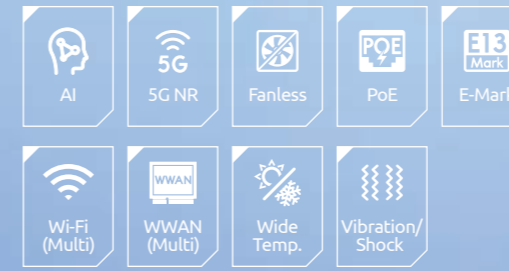 5G
POE
E13
Mark
AI
5G NR
Fanless
PoE
E-Mark
WWAN
Wi-Fi
(Multi)
WWAN
(Multi)
Wide
Temp.
Vibration/
Shock